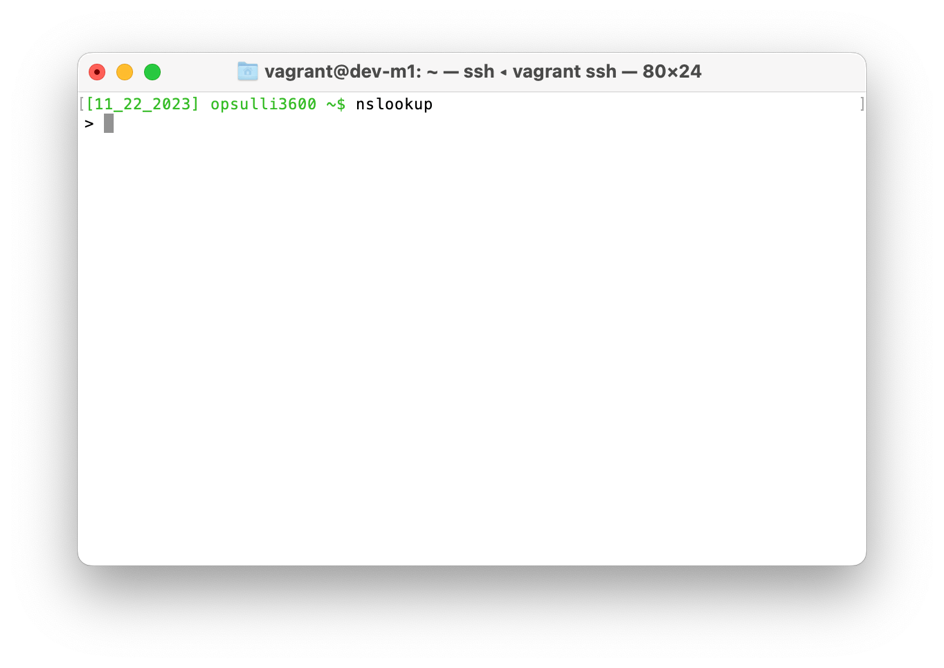 vagrant@dev-m1: ~ — ssh ◂ vagrant ssh — 80×24
[[11_22_2023] opsulli3600 ~$ nslookup ]
>